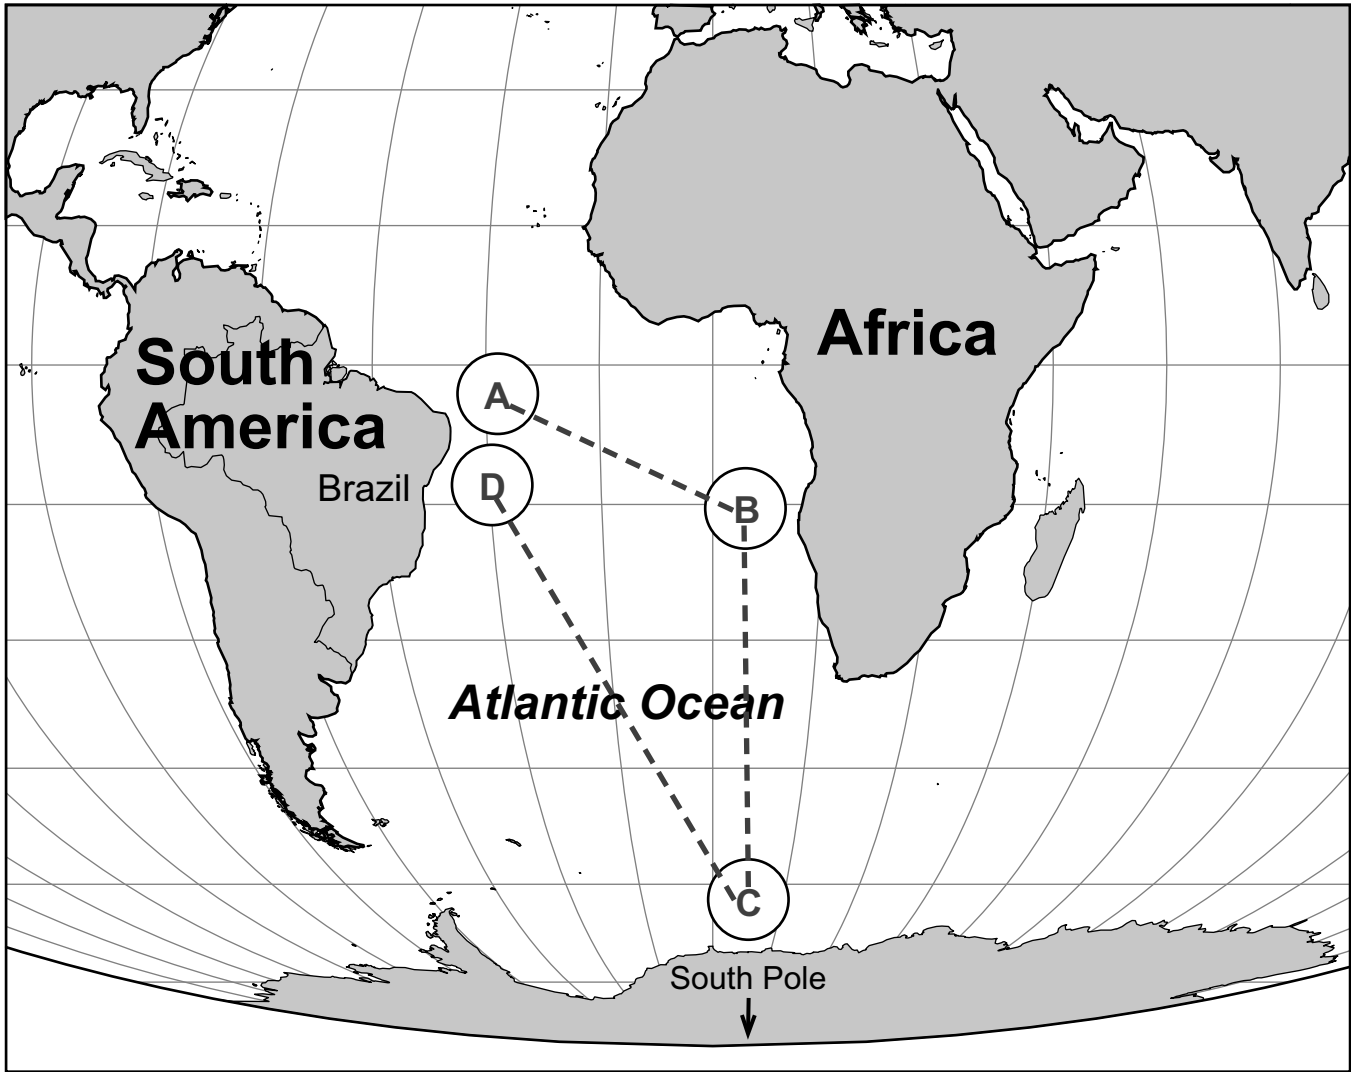 South
America
Africa
A
D
Brazil
B
Atlantic Ocean
C
South Pole